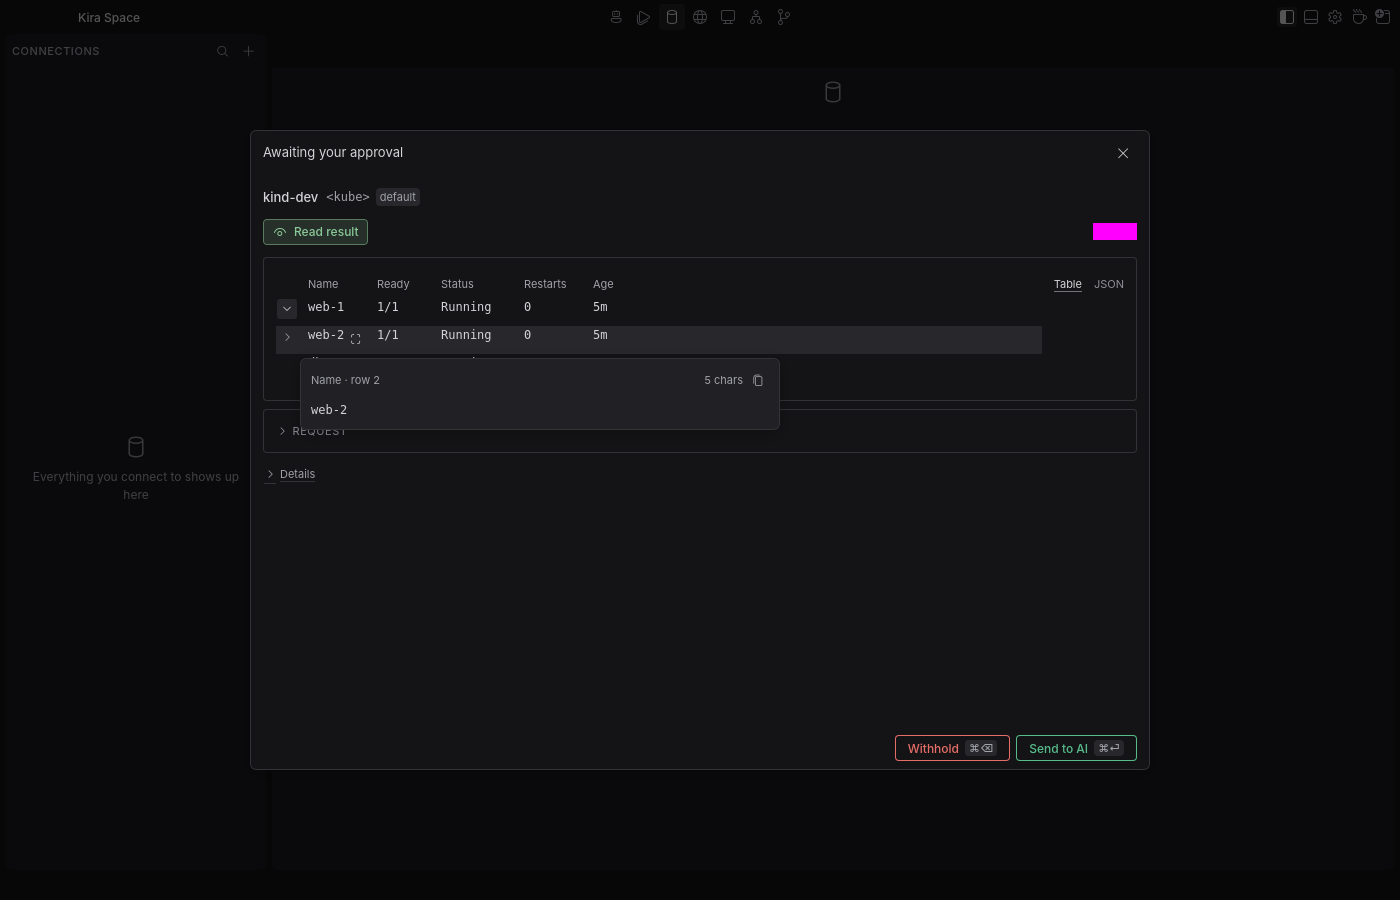 Kira Space
CONNECTIONS
Awaiting your approval
kind-dev <kube> default
Read result
Name Ready Status Restarts Age Table JSON
web-1 1/1 Running 0 5m
web-2 1/1 Running 0 5m
Name · row 2 5 chars
web-2
REQUEST
Details
Everything you connect to shows up
here
Withhold ⌘⌫ Send to AI ⌘⏎